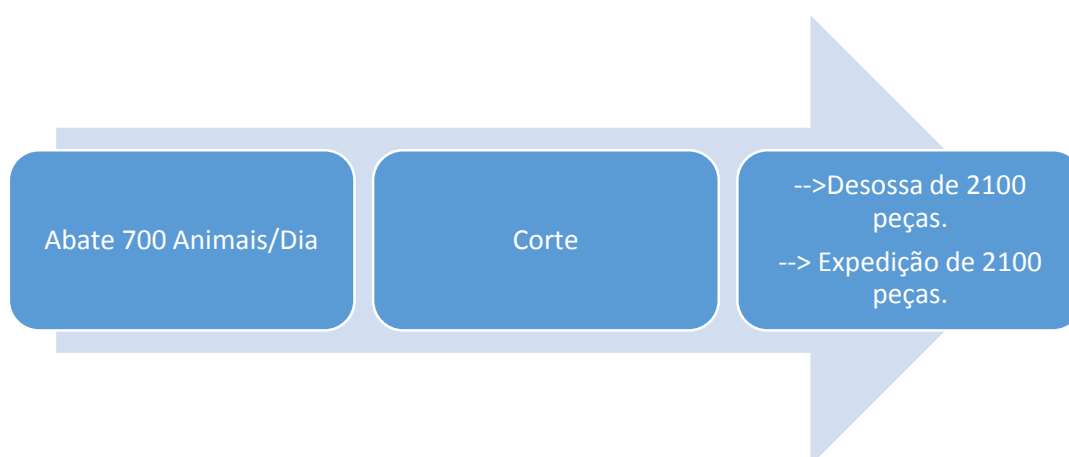 Abate 700 Animais/Dia
Corte
-->Desossa de 2100
peças.
--> Expedição de 2100
peças.